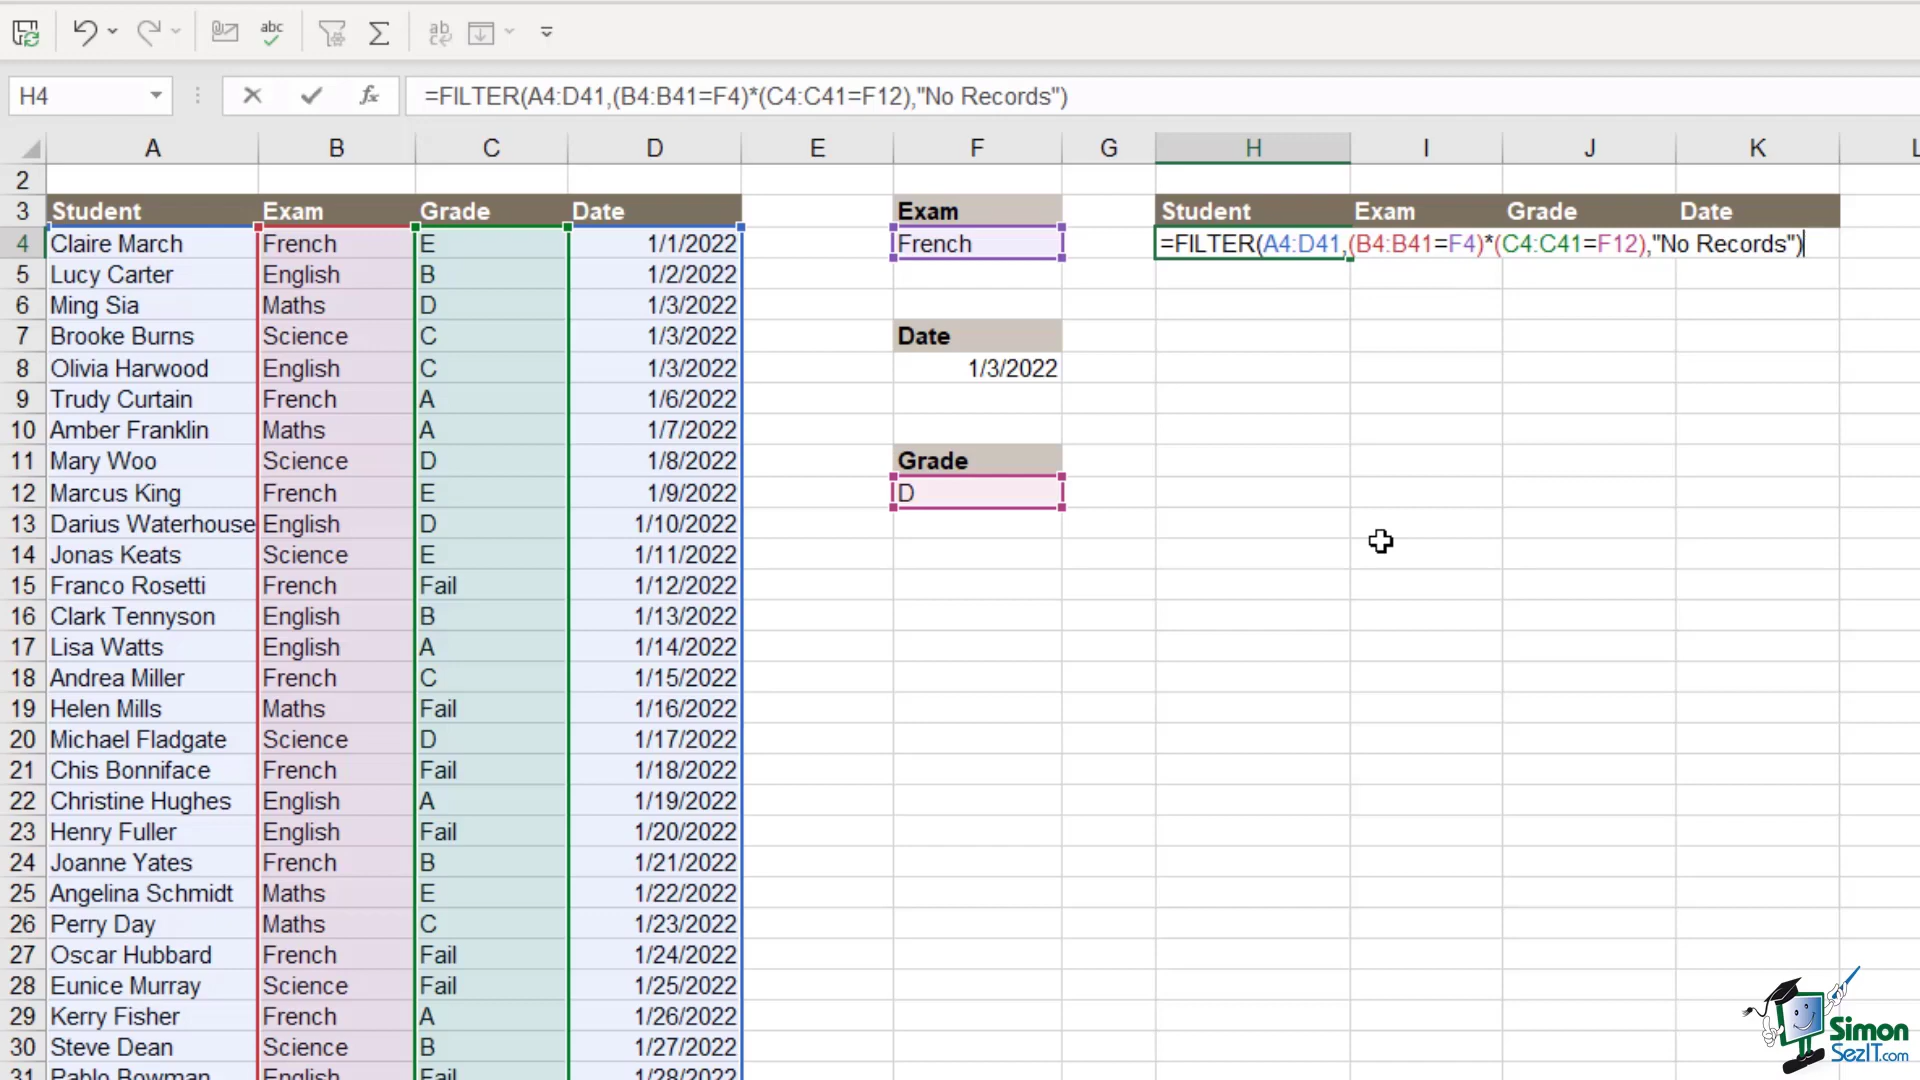 abc
ab
H4 fx =FILTER(A4:D41,(B4:B41=F4)*(C4:C41=F12),"No Records")
A B C D E F G H I J K L
2
3 Student Exam Grade Date Exam Student Exam Grade Date
4 Claire March French E 1/1/2022 French =FILTER(A4:D41,(B4:B41=F4)*(C4:C41=F12),"No Records")
5 Lucy Carter English B 1/2/2022
6 Ming Sia Maths D 1/3/2022
7 Brooke Burns Science C 1/3/2022 Date
8 Olivia Harwood English C 1/3/2022 1/3/2022
9 Trudy Curtain French A 1/6/2022
10 Amber Franklin Maths A 1/7/2022
11 Mary Woo Science D 1/8/2022 Grade
12 Marcus King French E 1/9/2022 D
13 Darius Waterhouse English D 1/10/2022
14 Jonas Keats Science E 1/11/2022
15 Franco Rosetti French Fail 1/12/2022
16 Clark Tennyson English B 1/13/2022
17 Lisa Watts English A 1/14/2022
18 Andrea Miller French C 1/15/2022
19 Helen Mills Maths Fail 1/16/2022
20 Michael Fladgate Science D 1/17/2022
21 Chis Bonniface French Fail 1/18/2022
22 Christine Hughes English A 1/19/2022
23 Henry Fuller English Fail 1/20/2022
24 Joanne Yates French B 1/21/2022
25 Angelina Schmidt Maths E 1/22/2022
26 Perry Day Maths C 1/23/2022
27 Oscar Hubbard French Fail 1/24/2022
28 Eunice Murray Science Fail 1/25/2022
29 Kerry Fisher French A 1/26/2022
30 Steve Dean Science B 1/27/2022
31 Pablo Bowman English Fail 1/28/2022
Simon
SezIT.com